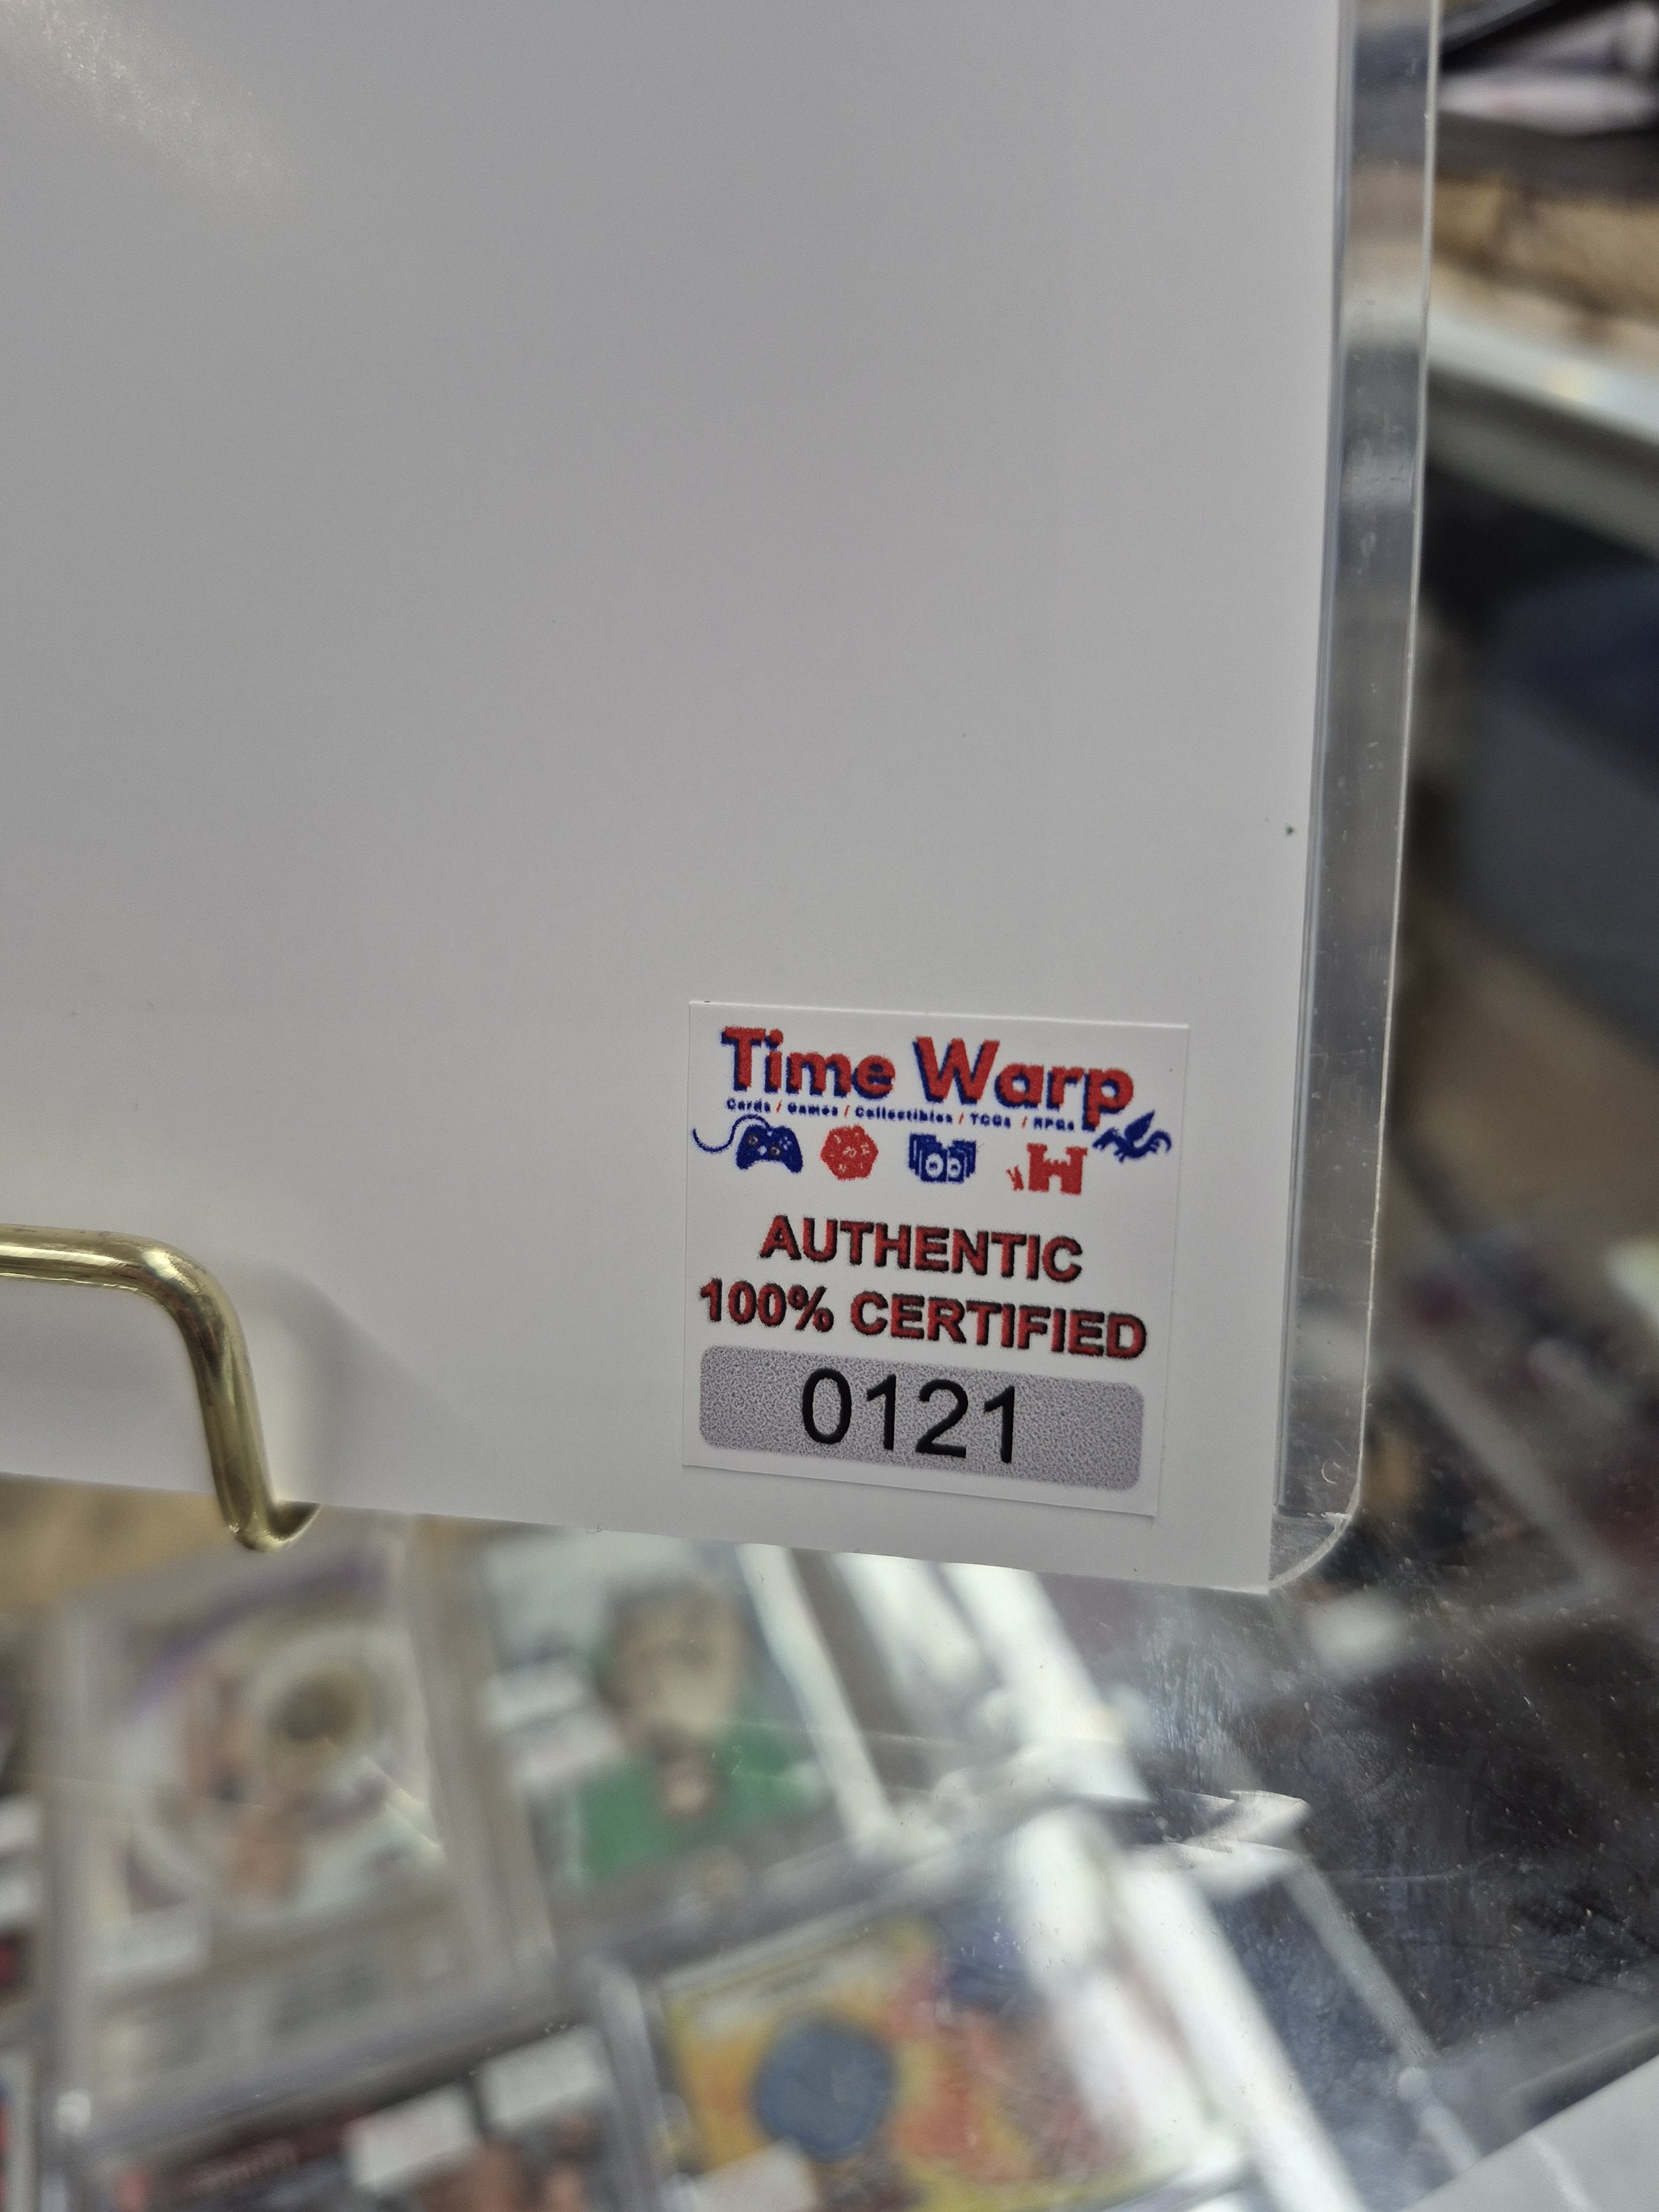 Time Warp
Cards / Games / Collectibles / TCGs / RPGs
AUTHENTIC
100% CERTIFIED
0121